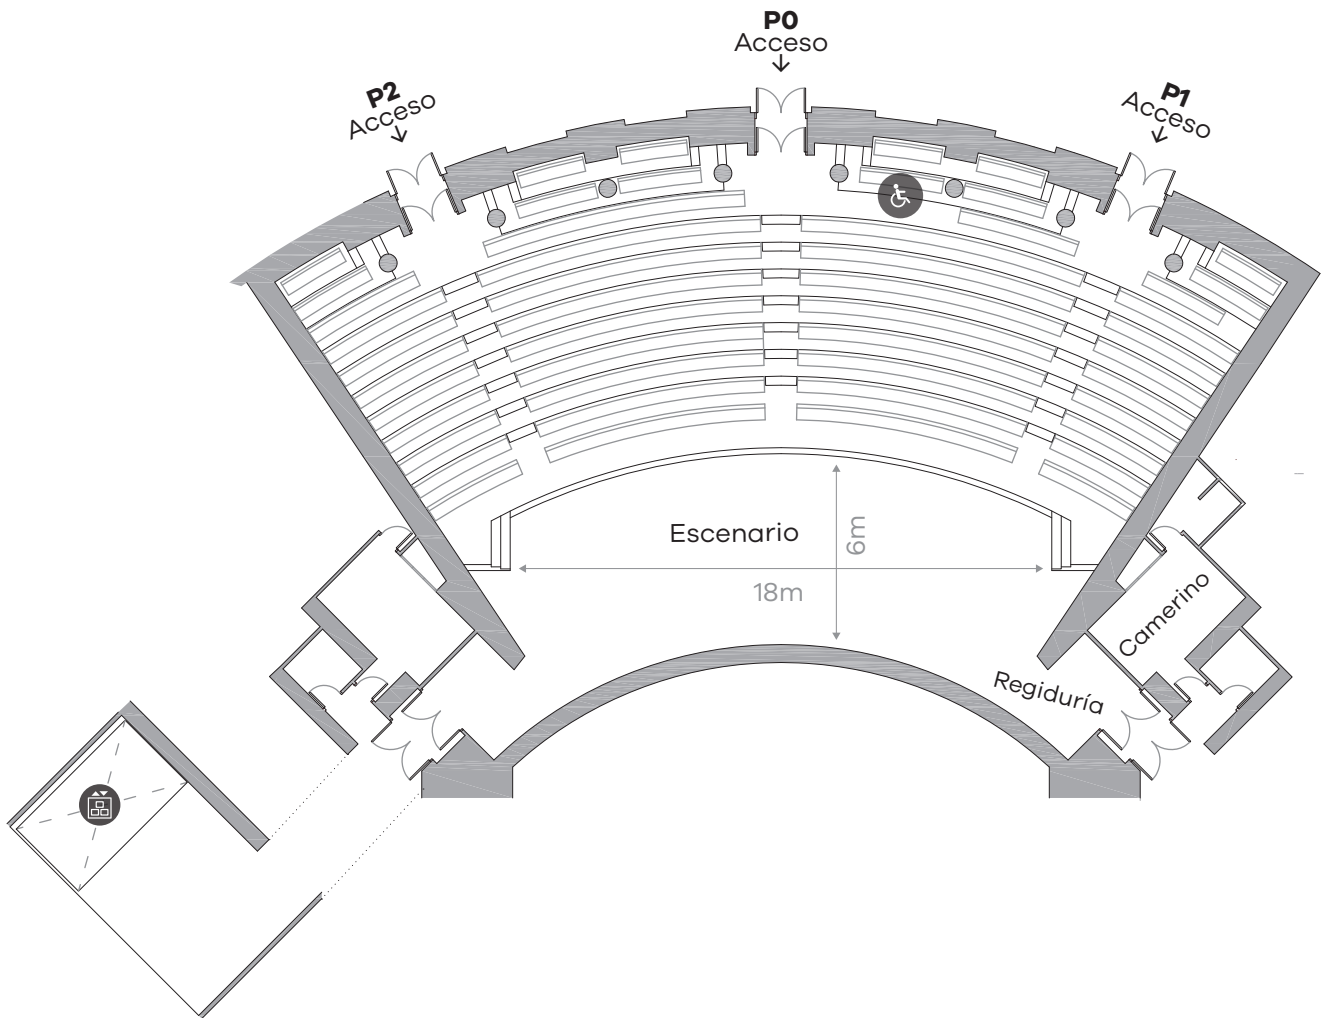 P0
Acceso
P2
Acceso
P1
Acceso
Escenario
6m
18m
Camerino
Regiduría